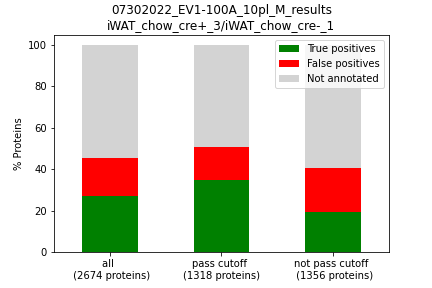 07302022_EV1-100A_10pl_M_results
iWAT_chow_cre+_3/iWAT_chow_cre-_1
True positives
False positives
Not annotated
% Proteins
100
80
60
40
20
0
all
(2674 proteins)
pass cutoff
(1318 proteins)
not pass cutoff
(1356 proteins)